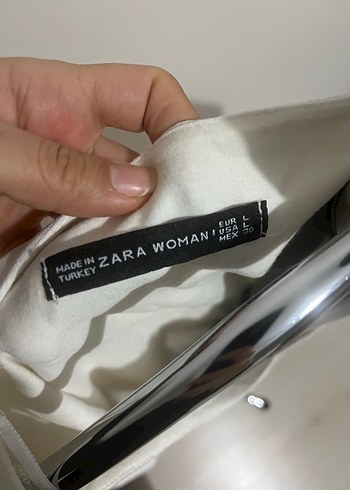 MADE IN
TURKEY
ZARA WOMAN
EUR L
USA L
MEX 30